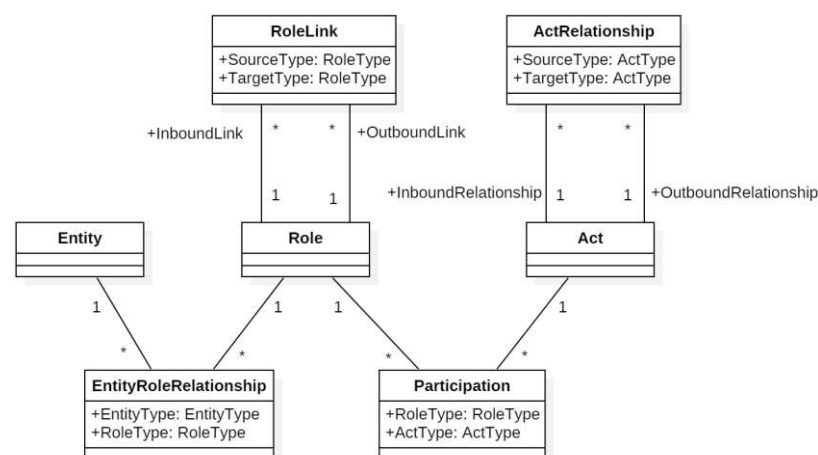 RoleLink
+SourceType: RoleType
+TargetType: RoleType
ActRelationship
+SourceType: ActType
+TargetType: ActType
+InboundLink
*
*
+OutboundLink
*
*
1
1
+InboundRelationship
1
1
+OutboundRelationship
Entity
Role
Act
1
1
1
1
*
*
*
*
EntityRoleRelationship
+EntityType: EntityType
+RoleType: RoleType
Participation
+RoleType: RoleType
+ActType: ActType